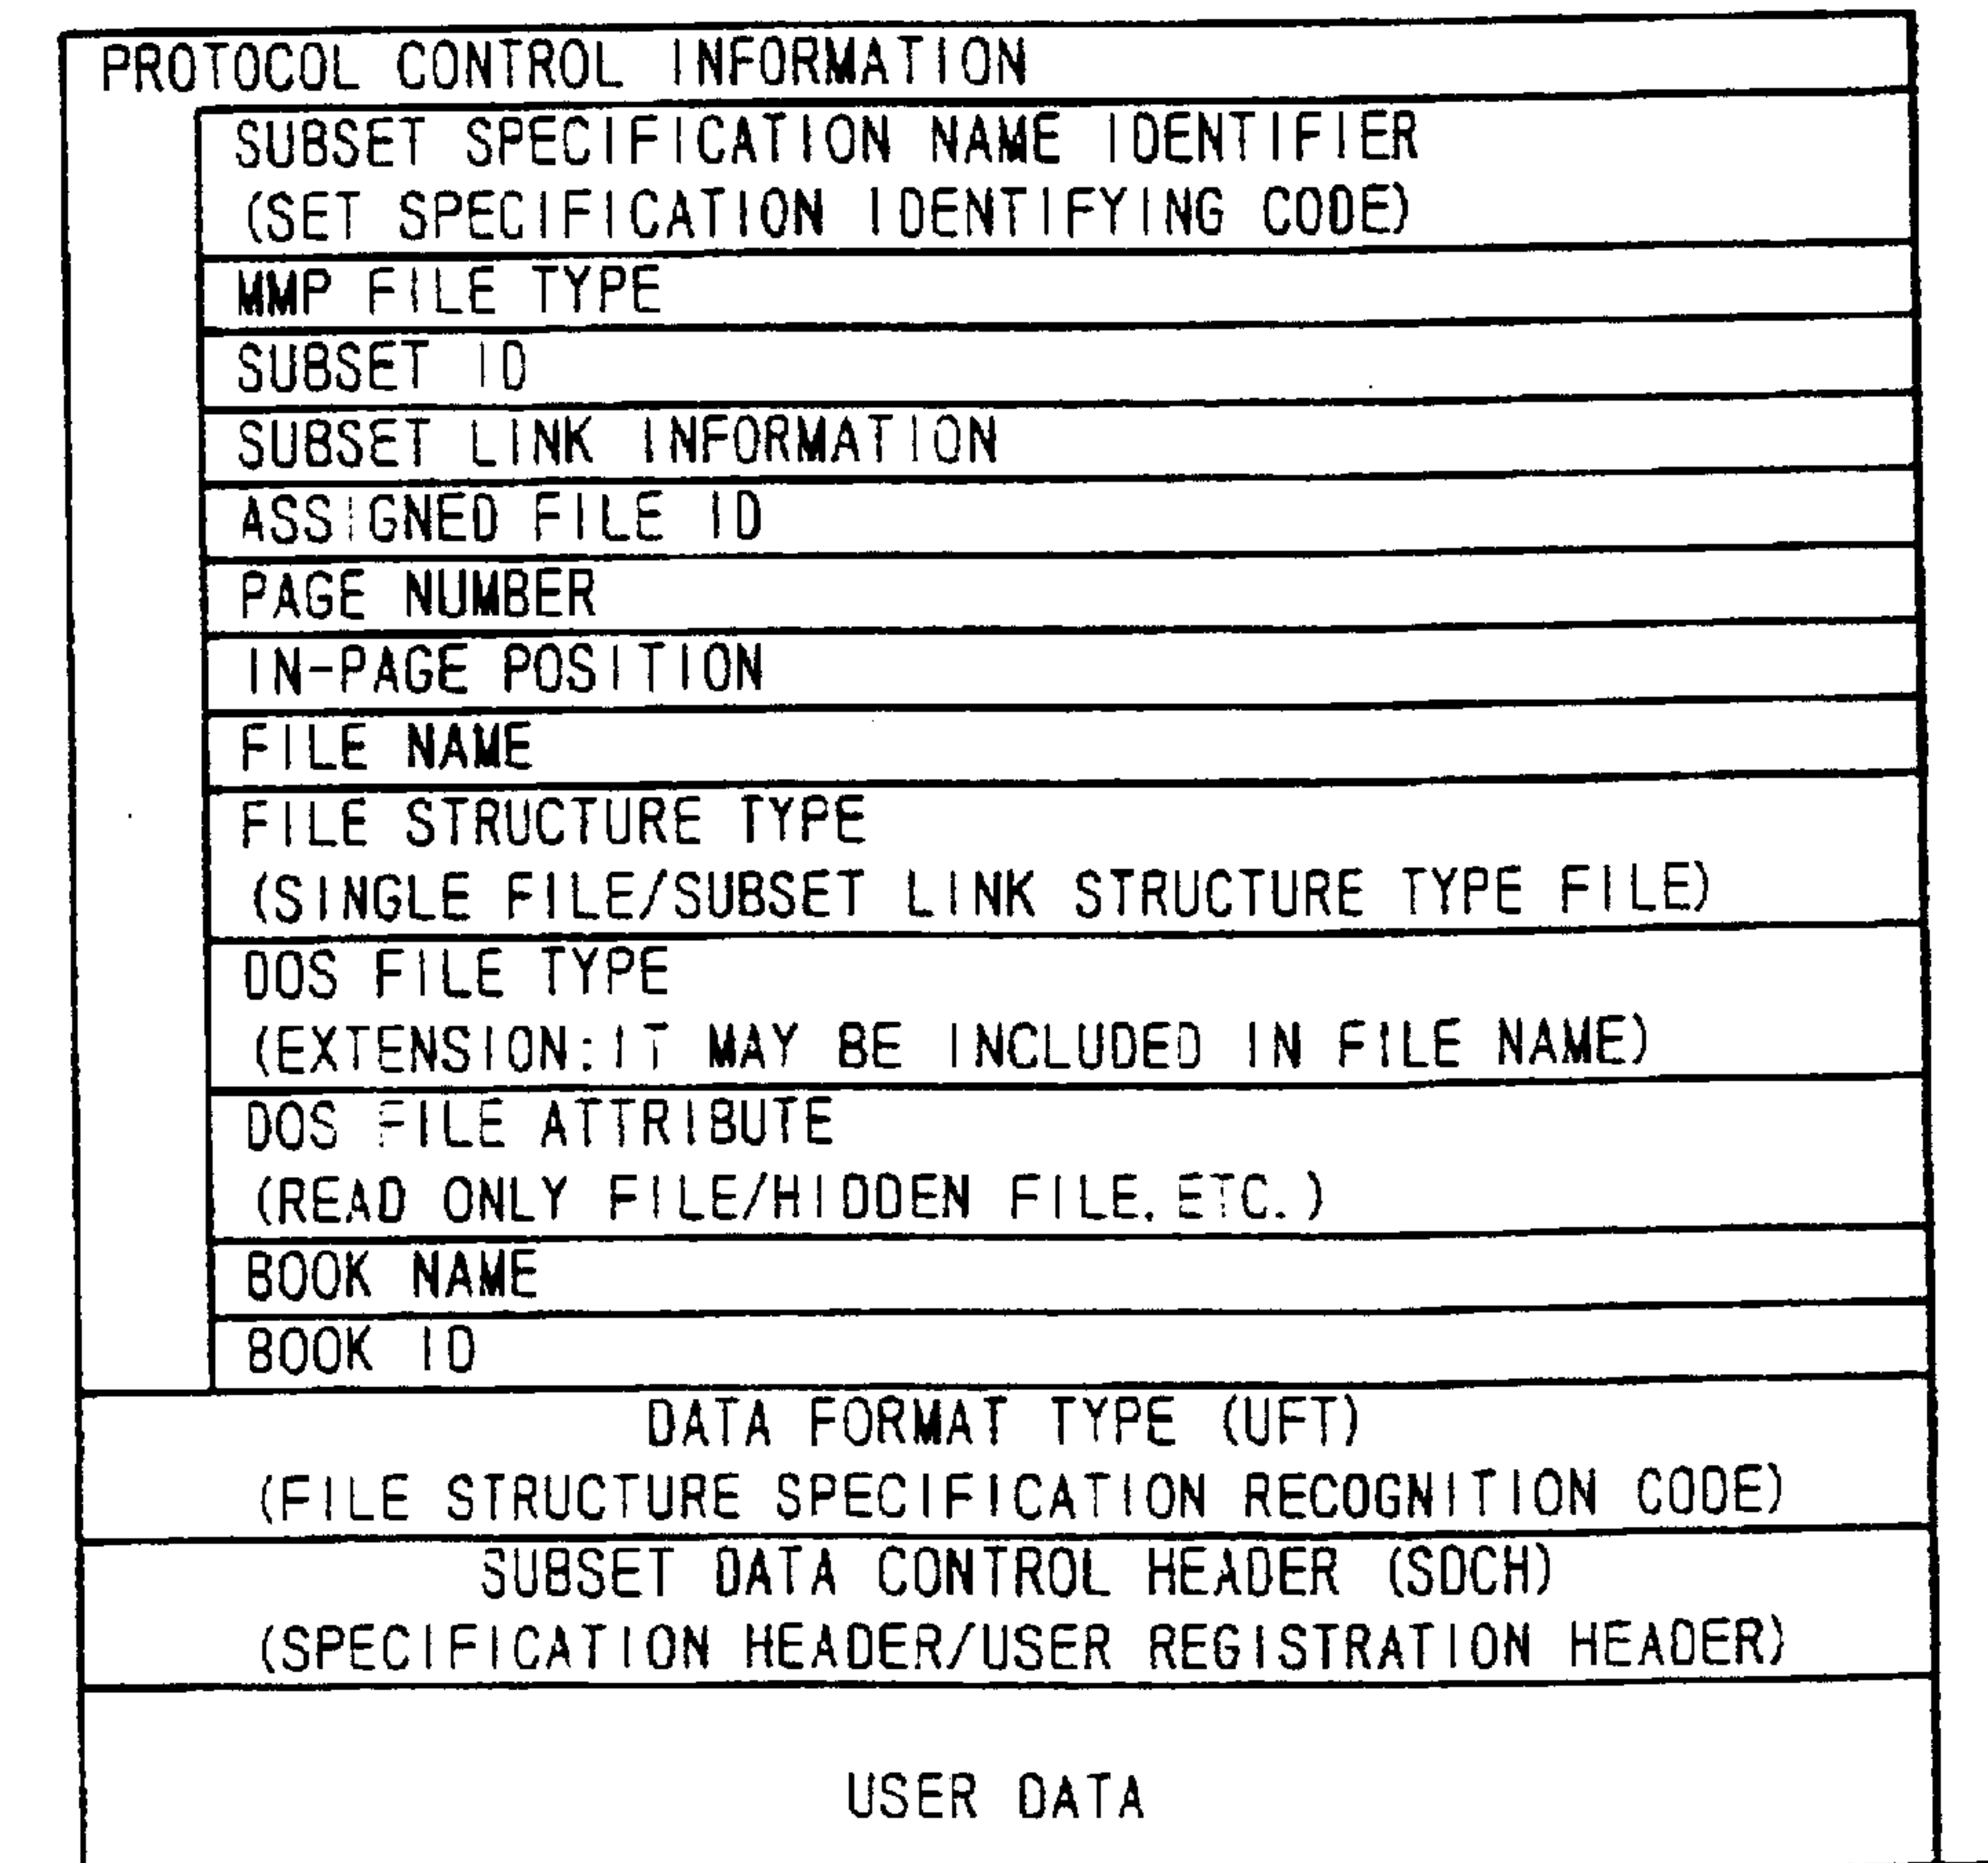 PROTOCOL CONTROL INFORMATION
SUBSET SPECIFICATION NAME IDENTIFIER
(SET SPECIFICATION IDENTIFYING CODE)
MMP FILE TYPE
SUBSET ID
SUBSET LINK INFORMATION
ASSIGNED FILE ID
PAGE NUMBER
IN-PAGE POSITION
FILE NAME
FILE STRUCTURE TYPE
(SINGLE FILE/SUBSET LINK STRUCTURE TYPE FILE)
DOS FILE TYPE
(EXTENSION:IT MAY BE INCLUDED IN FILE NAME)
DOS FILE ATTRIBUTE
(READ ONLY FILE/HIDDEN FILE,ETC.)
BOOK NAME
BOOK ID
DATA FORMAT TYPE (UFT)
(FILE STRUCTURE SPECIFICATION RECOGNITION CODE)
SUBSET DATA CONTROL HEADER (SDCH)
(SPECIFICATION HEADER/USER REGISTRATION HEADER)
USER DATA